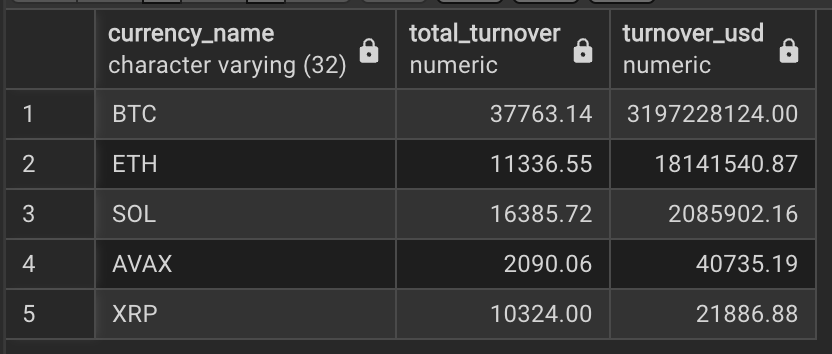 currency_name total_turnover turnover_usd
character varying (32) numeric numeric
1 BTC 37763.14 3197228124.00
2 ETH 11336.55 18141540.87
3 SOL 16385.72 2085902.16
4 AVAX 2090.06 40735.19
5 XRP 10324.00 21886.88